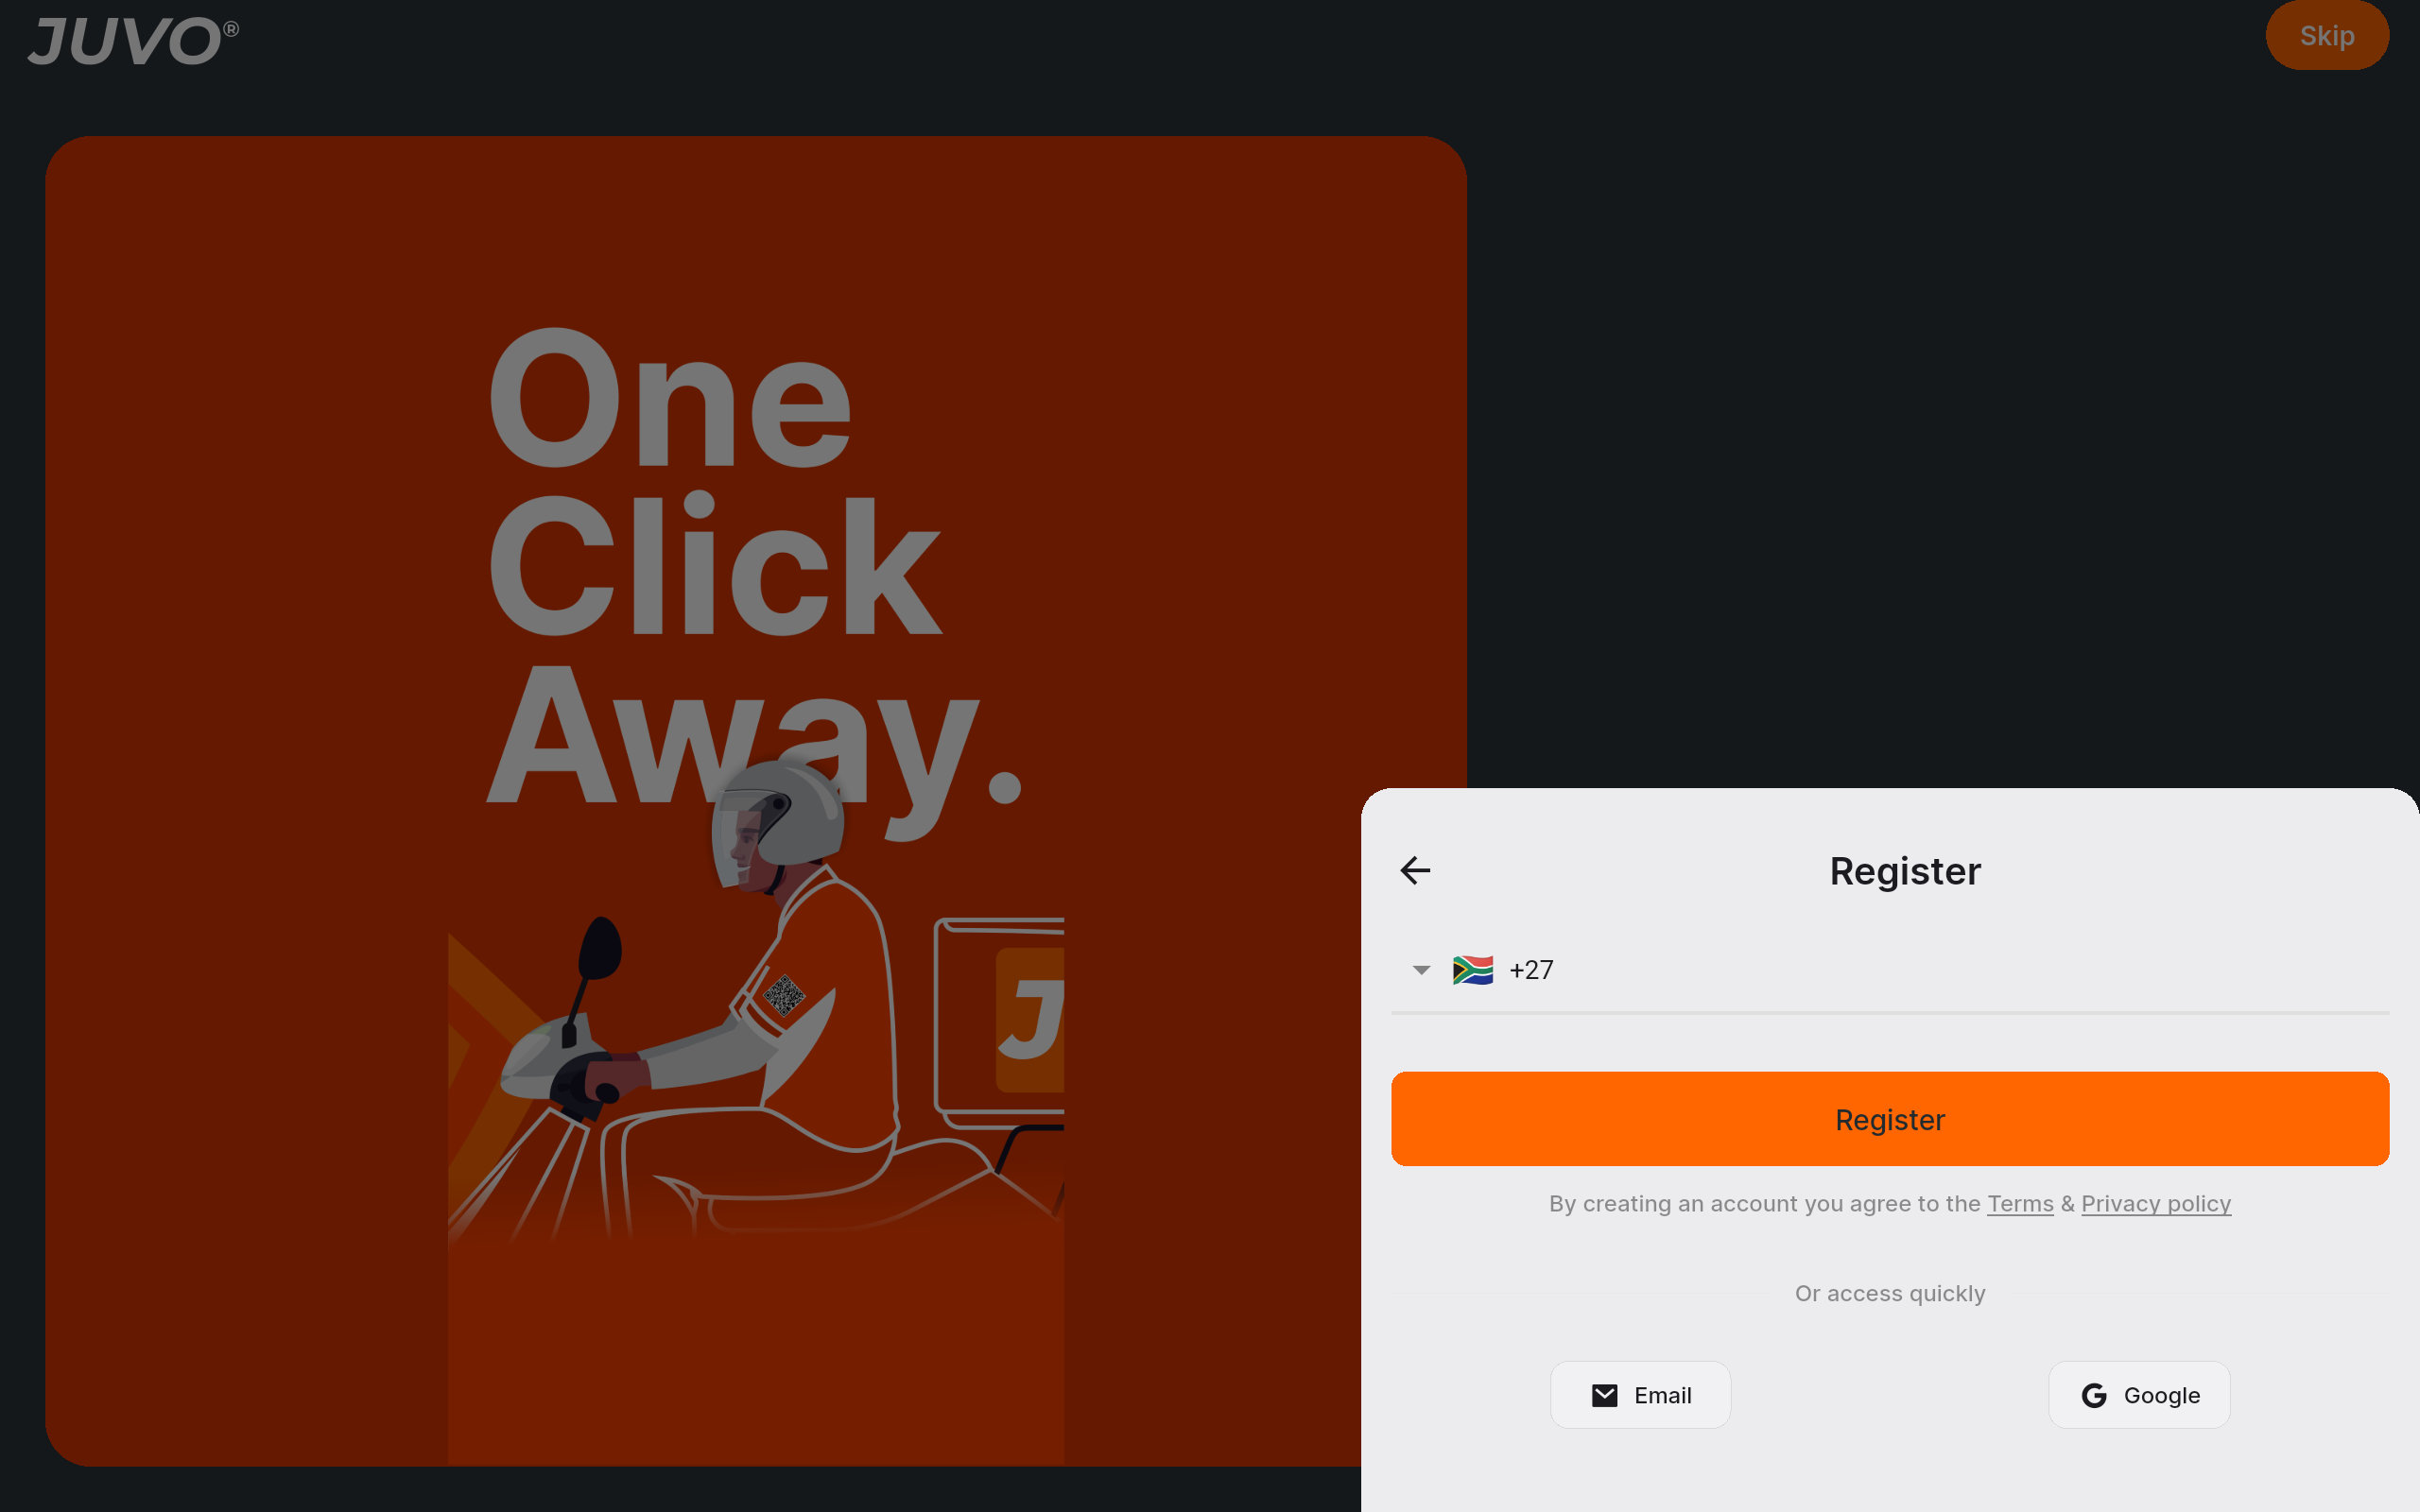 JUVO®
Skip
One
Click
Away.
J
Register
+27
Register
By creating an account you agree to the Terms & Privacy policy
Or access quickly
Email
Google